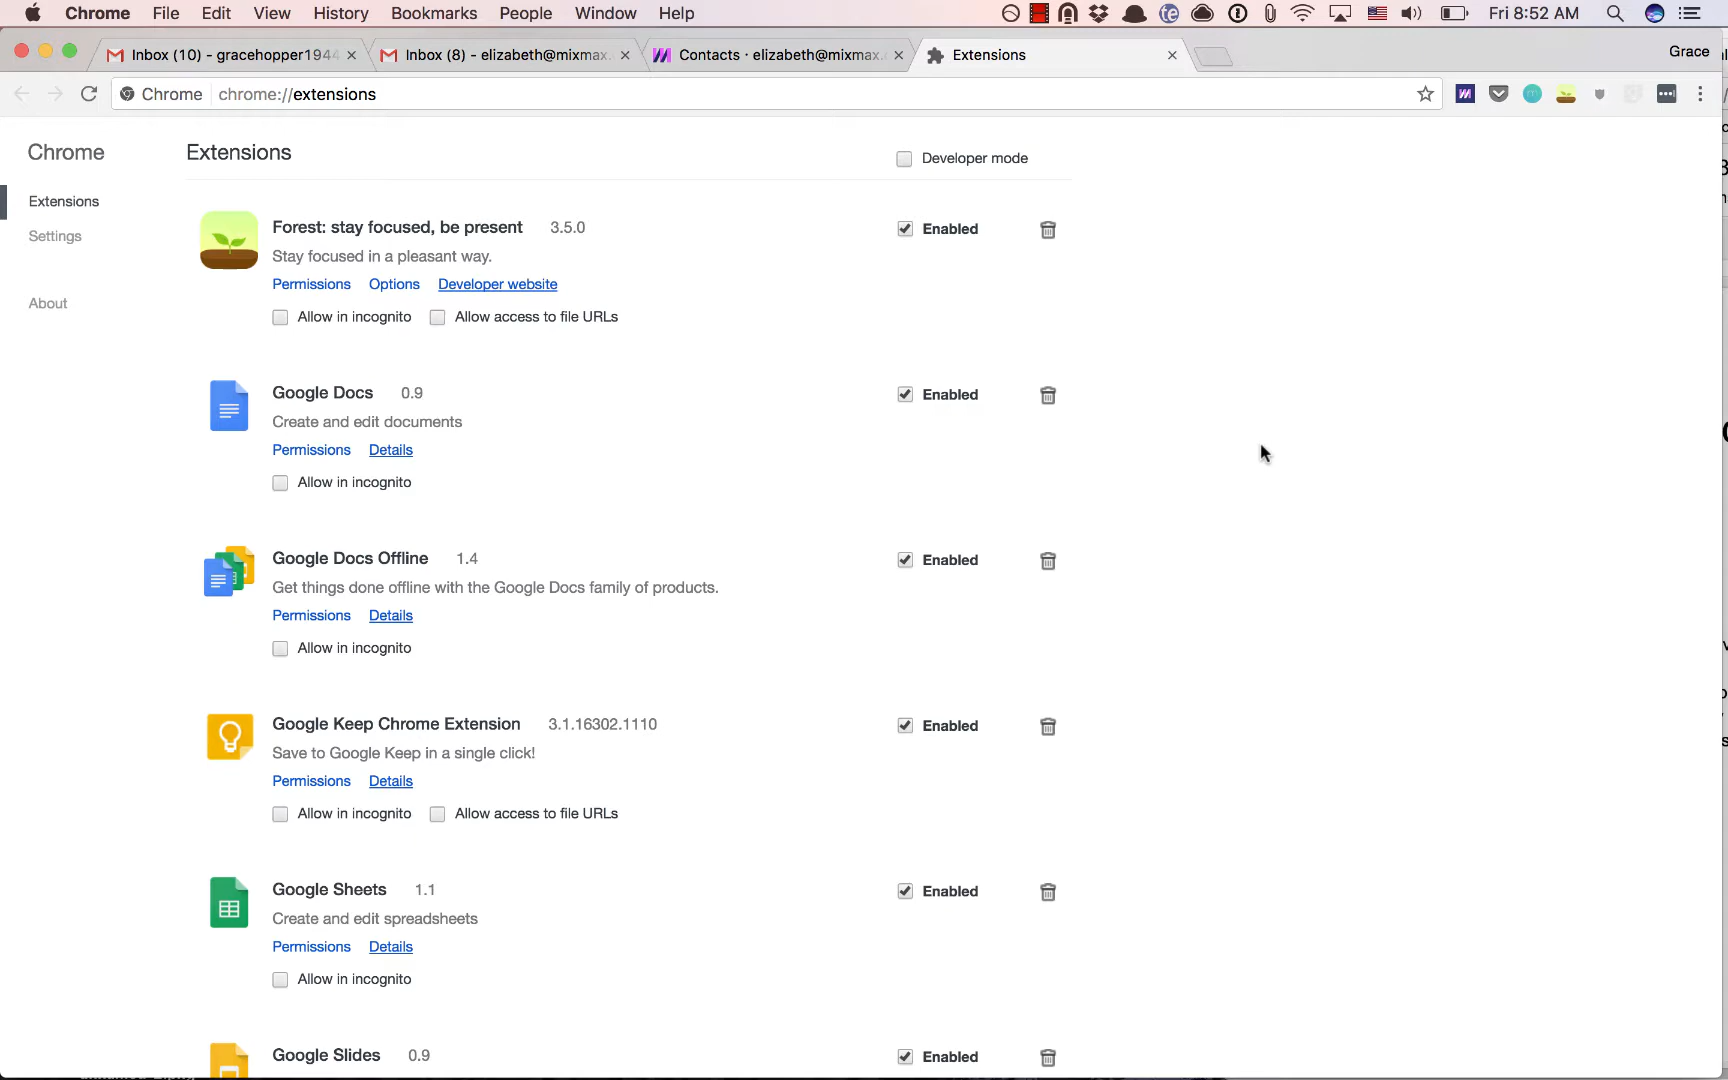 Chrome File Edit View History Bookmarks People Window Help Fri 8:52 AM
Inbox (10) - gracehopper1944 Inbox (8) - elizabeth@mixmax. Contacts · elizabeth@mixmax. Extensions Grace
Chrome chrome://extensions
Chrome
Extensions
Settings
About
Extensions
Developer mode
Forest: stay focused, be present 3.5.0 Enabled
Stay focused in a pleasant way.
Permissions Options Developer website
Allow in incognito Allow access to file URLs
Google Docs 0.9 Enabled
Create and edit documents
Permissions Details
Allow in incognito
Google Docs Offline 1.4 Enabled
Get things done offline with the Google Docs family of products.
Permissions Details
Allow in incognito
Google Keep Chrome Extension 3.1.16302.1110 Enabled
Save to Google Keep in a single click!
Permissions Details
Allow in incognito Allow access to file URLs
Google Sheets 1.1 Enabled
Create and edit spreadsheets
Permissions Details
Allow in incognito
Google Slides 0.9 Enabled